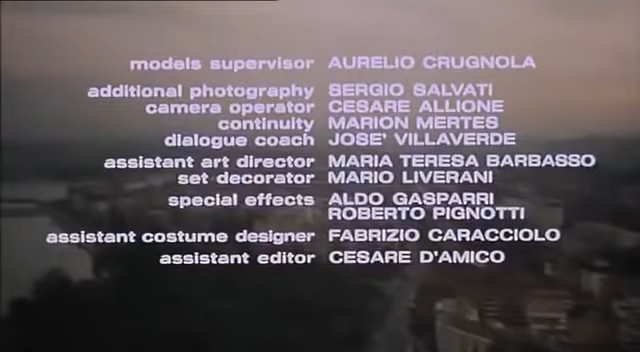 models supervisor AURELIO CRUGNOLA
additional photography SERGIO SALVATI
camera operator CESARE ALLIONE
continuity MARION MERTES
dialogue coach JOSE' VILLAVERDE
assistant art director MARIA TERESA BARBASSO
set decorator MARIO LIVERANI
special effects ALDO GASPARRI
ROBERTO PIGNOTTI
assistant costume designer FABRIZIO CARACCIOLO
assistant editor CESARE D'AMICO